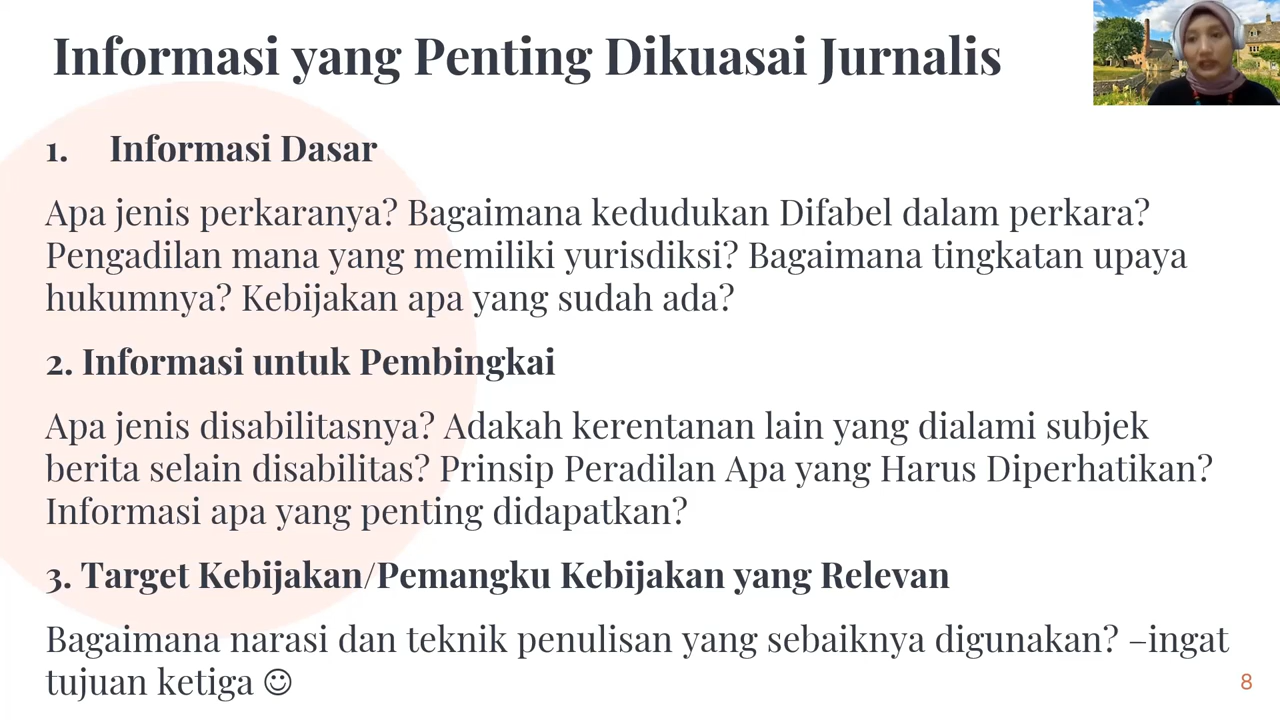 Informasi yang Penting Dikuasai Jurnalis
1. Informasi Dasar
Apa jenis perkaranya? Bagaimana kedudukan Difabel dalam perkara?
Pengadilan mana yang memiliki yurisdiksi? Bagaimana tingkatan upaya
hukumnya? Kebijakan apa yang sudah ada?
2. Informasi untuk Pembingkai
Apa jenis disabilitasnya? Adakah kerentanan lain yang dialami subjek
berita selain disabilitas? Prinsip Peradilan Apa yang Harus Diperhatikan?
Informasi apa yang penting didapatkan?
3. Target Kebijakan/Pemangku Kebijakan yang Relevan
Bagaimana narasi dan teknik penulisan yang sebaiknya digunakan? –ingat
tujuan ketiga ☺
8